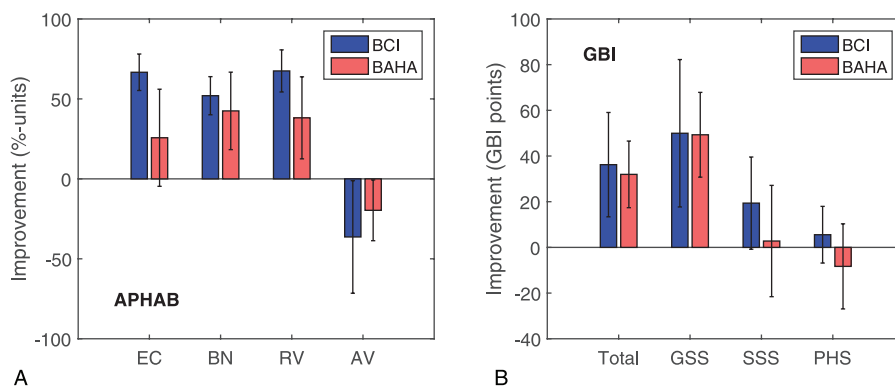 100
50
0
-50
-100
Improvement (%-units)
BCI
BAHA
APHAB
EC BN RV AV
A
100
80
60
40
20
0
-20
-40
Improvement (GBI points)
GBI
BCI
BAHA
Total GSS SSS PHS
B